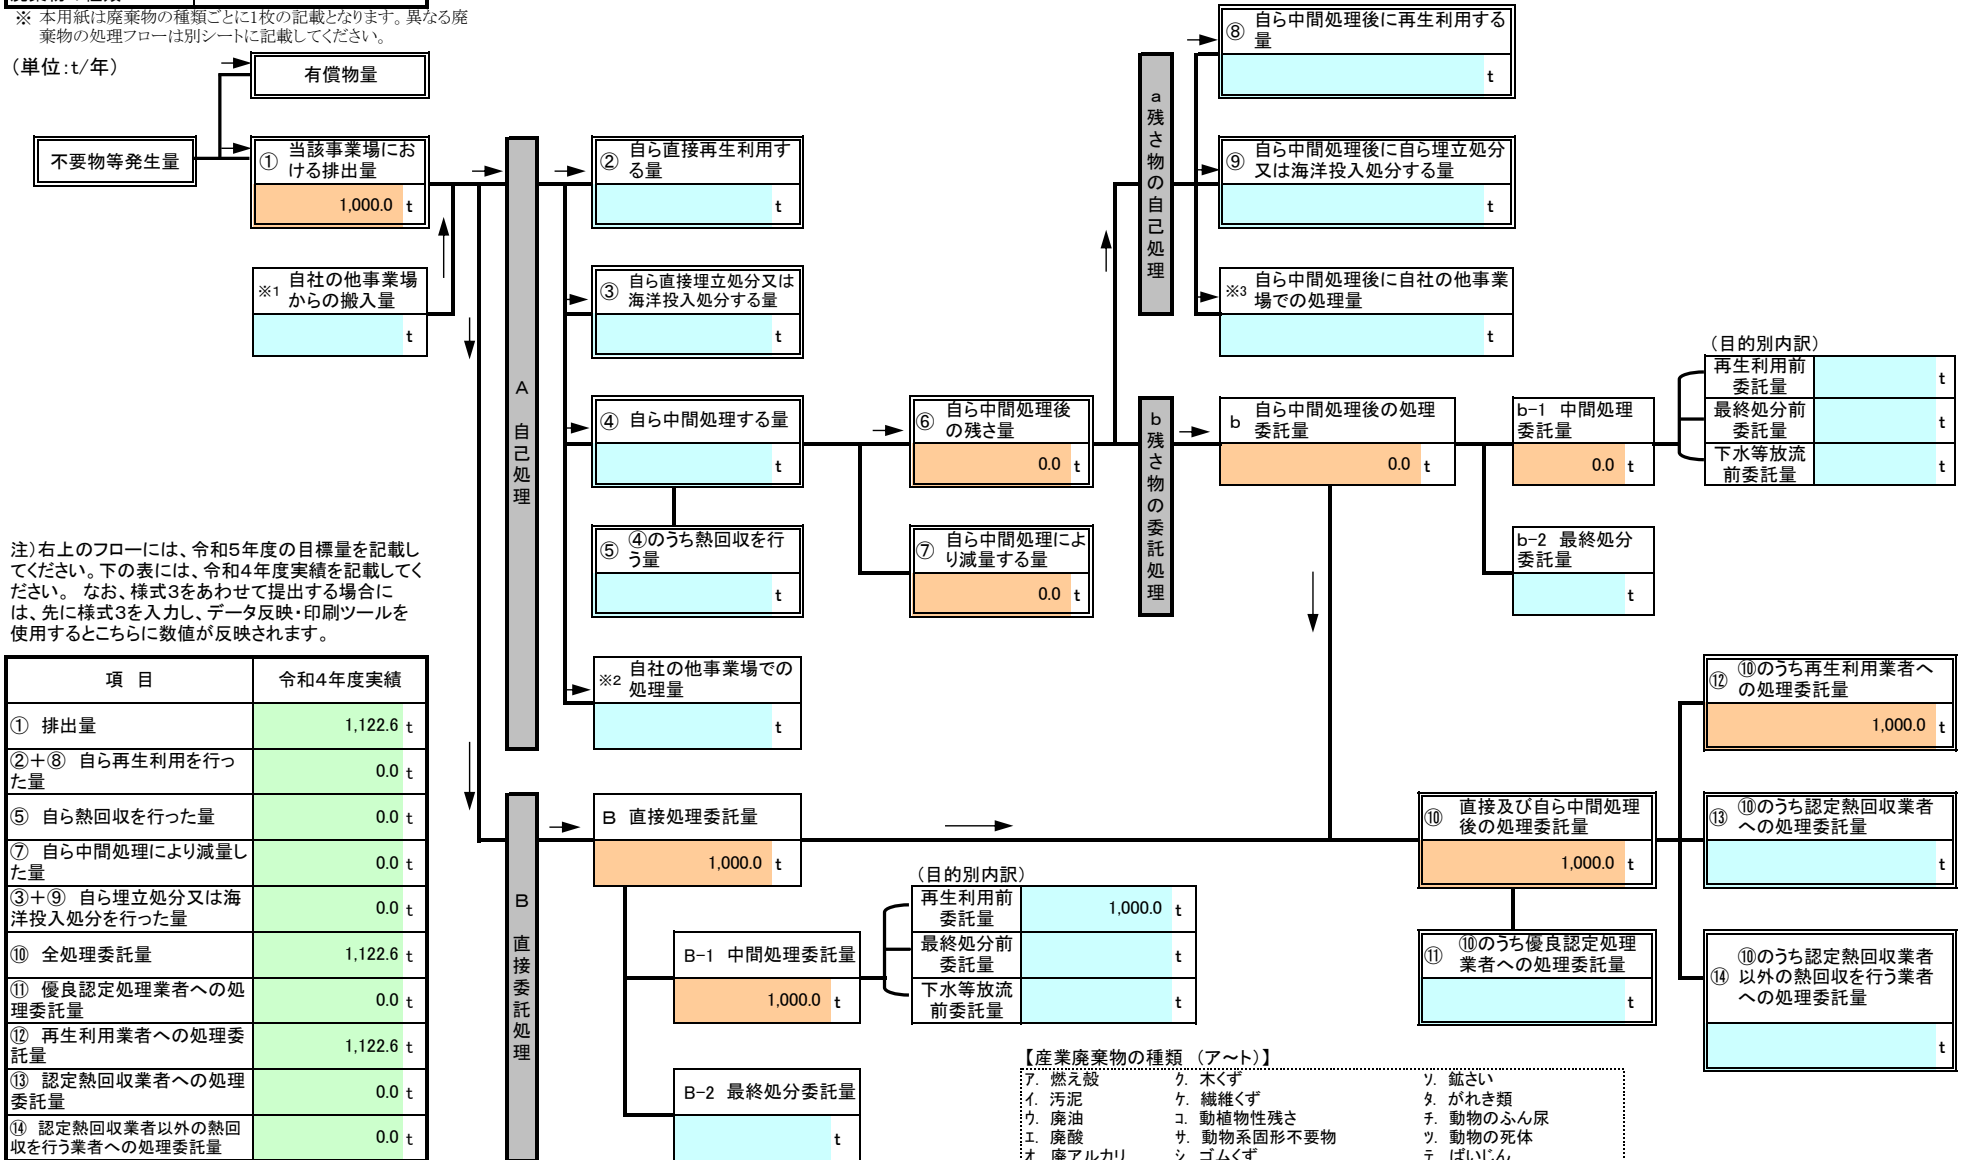 ※ 本用紙は廃棄物の種類ごとに1枚の記載となります。異なる廃
棄物の処理フローは別シートに記載してください。
（単位：t/年）
有償物量
不要物等発生量
① 当該事業場にお
ける排出量
1,000.0 t
※1 自社の他事業場
からの搬入量
t
A 自己処理
② 自ら直接再生利用す
る量
t
③ 自ら直接埋立処分又は
海洋投入処分する量
t
④ 自ら中間処理する量
t
⑤ ④のうち熱回収を行
う量
t
※2 自社の他事業場での
処理量
t
⑥ 自ら中間処理後
の残さ量
0.0 t
⑦ 自ら中間処理によ
り減量する量
0.0 t
a 残さ物の自己処理
⑧ 自ら中間処理後に再生利用する
量
t
⑨ 自ら中間処理後に自ら埋立処分
又は海洋投入処分する量
t
※3 自ら中間処理後に自社の他事業
場での処理量
t
b 残さ物の委託処理
b 自ら中間処理後の処理
委託量
0.0 t
b-1 中間処理
委託量
0.0 t
（目的別内訳）
再生利用前
委託量
t
最終処分前
委託量
t
下水等放流
前委託量
t
b-2 最終処分
委託量
t
注）右上のフローには、令和5年度の目標量を記載し
てください。下の表には、令和4年度実績を記載してく
ださい。 なお、様式3をあわせて提出する場合に
は、先に様式3を入力し、データ反映・印刷ツールを
使用するとこちらに数値が反映されます。
項 目 令和4年度実績
① 排出量 1,122.6 t
②＋⑧ 自ら再生利用を行っ
た量 0.0 t
⑤ 自ら熱回収を行った量 0.0 t
⑦ 自ら中間処理により減量し
た量 0.0 t
③＋⑨ 自ら埋立処分又は海
洋投入処分を行った量 0.0 t
⑩ 全処理委託量 1,122.6 t
⑪ 優良認定処理業者への処
理委託量 0.0 t
⑫ 再生利用業者への処理委
託量 1,122.6 t
⑬ 認定熱回収業者への処理
委託量 0.0 t
⑭ 認定熱回収業者以外の熱回
収を行う業者への処理委託量 0.0 t
B 直接委託処理
B 直接処理委託量
1,000.0 t
B-1 中間処理委託量
1,000.0 t
（目的別内訳）
再生利用前
委託量
1,000.0 t
最終処分前
委託量
t
下水等放流
前委託量
t
B-2 最終処分委託量
t
⑩ 直接及び自ら中間処理
後の処理委託量
1,000.0 t
⑪ ⑩のうち優良認定処理
業者への処理委託量
t
⑫ ⑩のうち再生利用業者へ
の処理委託量
1,000.0 t
⑬ ⑩のうち認定熱回収業者
への処理委託量
t
⑭ ⑩のうち認定熱回収業者
以外の熱回収を行う業者
への処理委託量
t
【産業廃棄物の種類 （ア～ト）】
ア. 燃え殻 ク. 木くず ソ. 鉱さい
イ. 汚泥 ケ. 繊維くず タ. がれき類
ウ. 廃油 コ. 動植物性残さ チ. 動物のふん尿
エ. 廃酸 サ. 動物系固形不要物 ツ. 動物の死体
オ. 廃アルカリ シ. ゴムくず テ. ばいじん